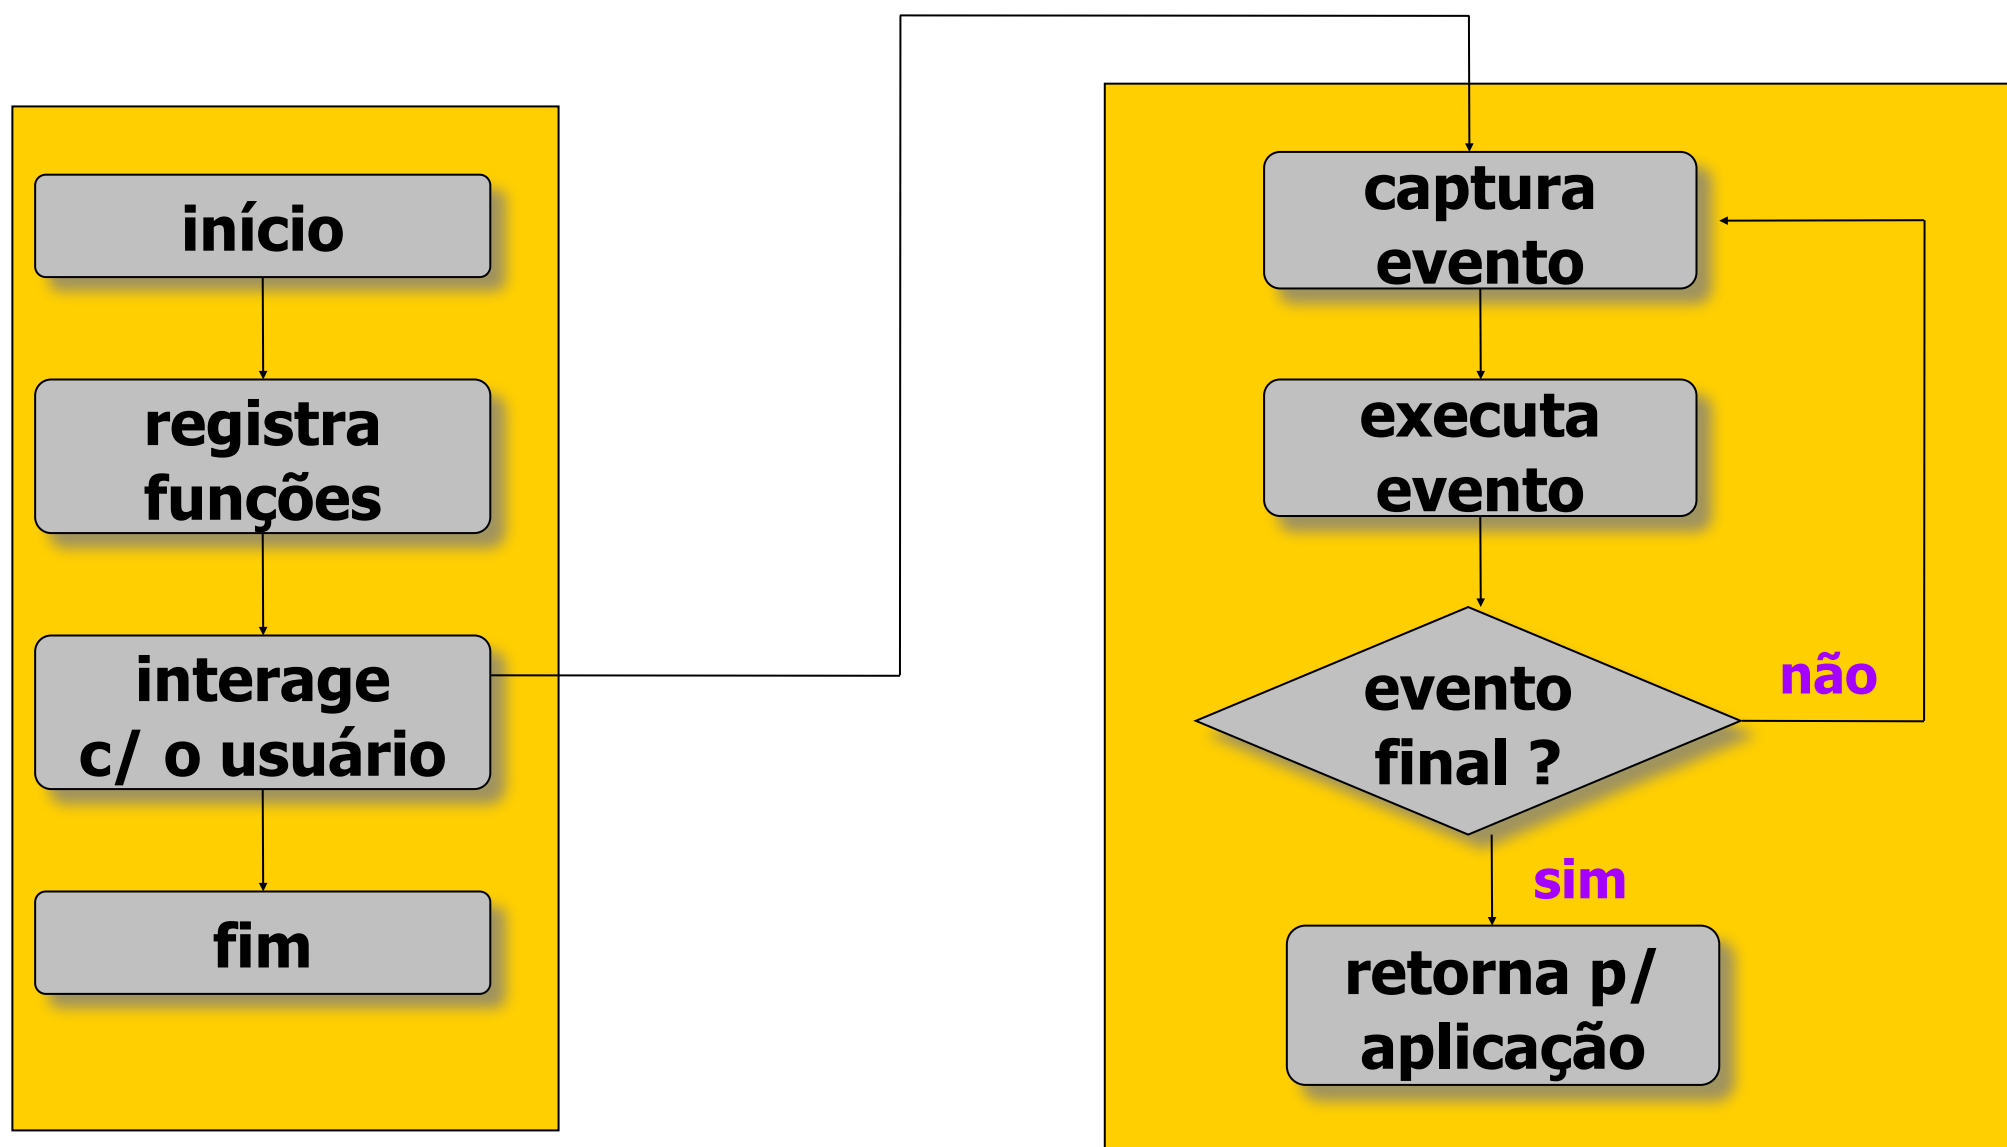 início
registra
funções
interage
c/ o usuário
fim
captura
evento
executa
evento
evento
final ?
não
sim
retorna p/
aplicação